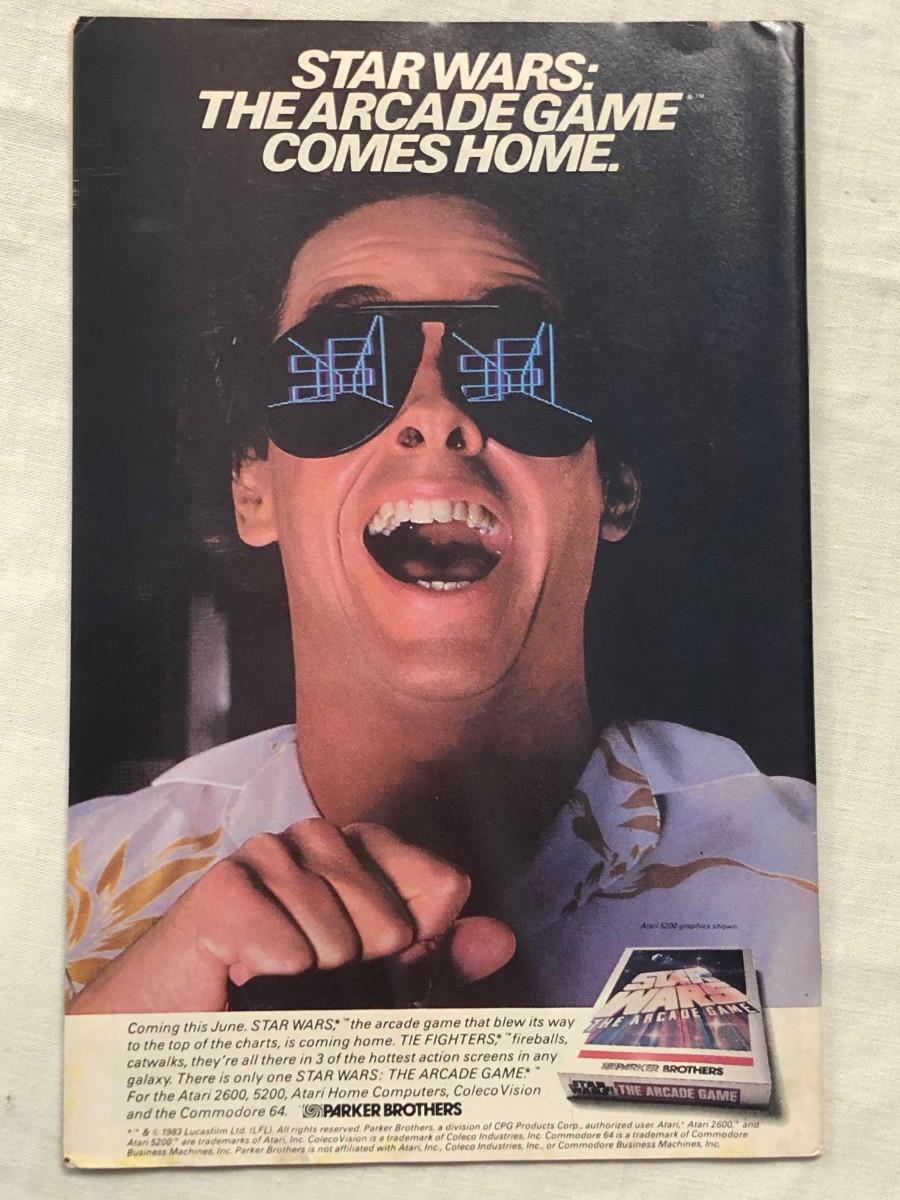 STAR WARS:
THE ARCADE GAME*™
COMES HOME.
Atari 5200 graphics shown.
STAR
WARS
THE ARCADE GAME
PARKER BROTHERS
STAR
WARS
THE ARCADE GAME
Coming this June. STAR WARS,*™ the arcade game that blew its way
to the top of the charts, is coming home. TIE FIGHTERS,*™ fireballs,
catwalks, they're all there in 3 of the hottest action screens in any
galaxy. There is only one STAR WARS: THE ARCADE GAME.*™
For the Atari 2600, 5200, Atari Home Computers, ColecoVision
and the Commodore 64. PARKER BROTHERS
*™ & © 1983 Lucasfilm Ltd. (LFL). All rights reserved. Parker Brothers, a division of CPG Products Corp., authorized user. Atari,® Atari 2600,™ and
Atari 5200™ are trademarks of Atari, Inc. ColecoVision is a trademark of Coleco Industries, Inc. Commodore 64 is a trademark of Commodore
Business Machines, Inc. Parker Brothers is not affiliated with Atari, Inc., Coleco Industries, Inc., or Commodore Business Machines, Inc.